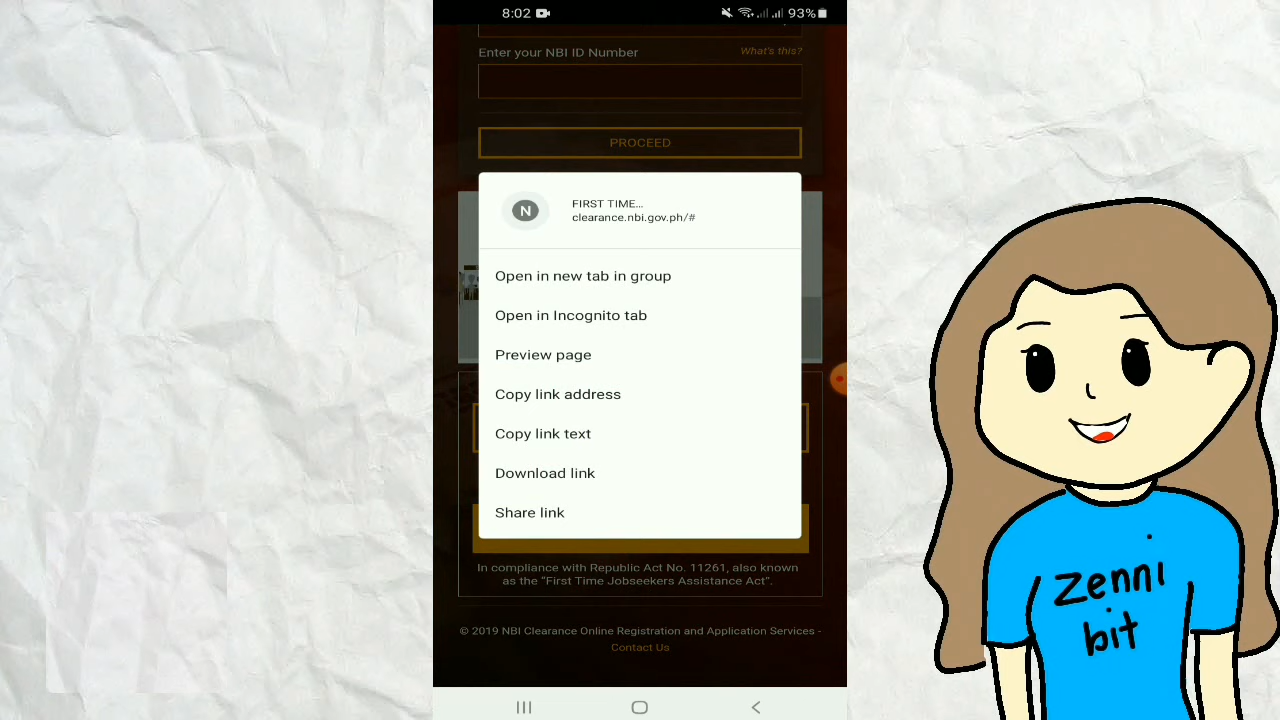 8:02
93%
Enter your NBI ID Number
What's this?
PROCEED
N
FIRST TIME...
clearance.nbi.gov.ph/#
Open in new tab in group
Open in Incognito tab
Preview page
Copy link address
Copy link text
Download link
Share link
In compliance with Republic Act No. 11261, also known
as the “First Time Jobseekers Assistance Act”.
© 2019 NBI Clearance Online Registration and Application Services -
Contact Us
zenni
bit